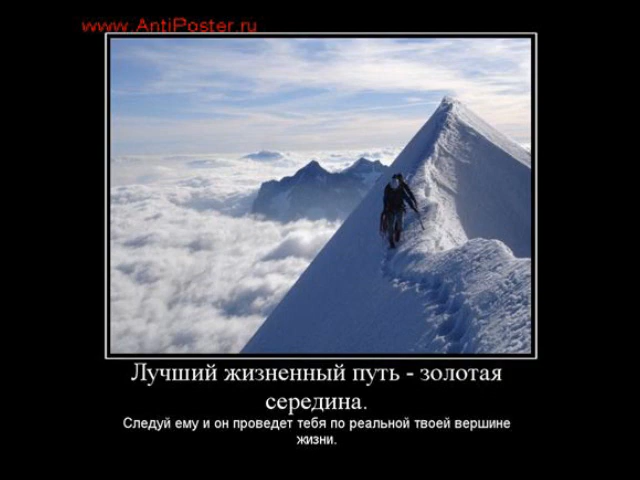 www.AntiPoster.ru
Лучший жизненный путь - золотая
середина.
Следуй ему и он проведет тебя по реальной твоей вершине
жизни.